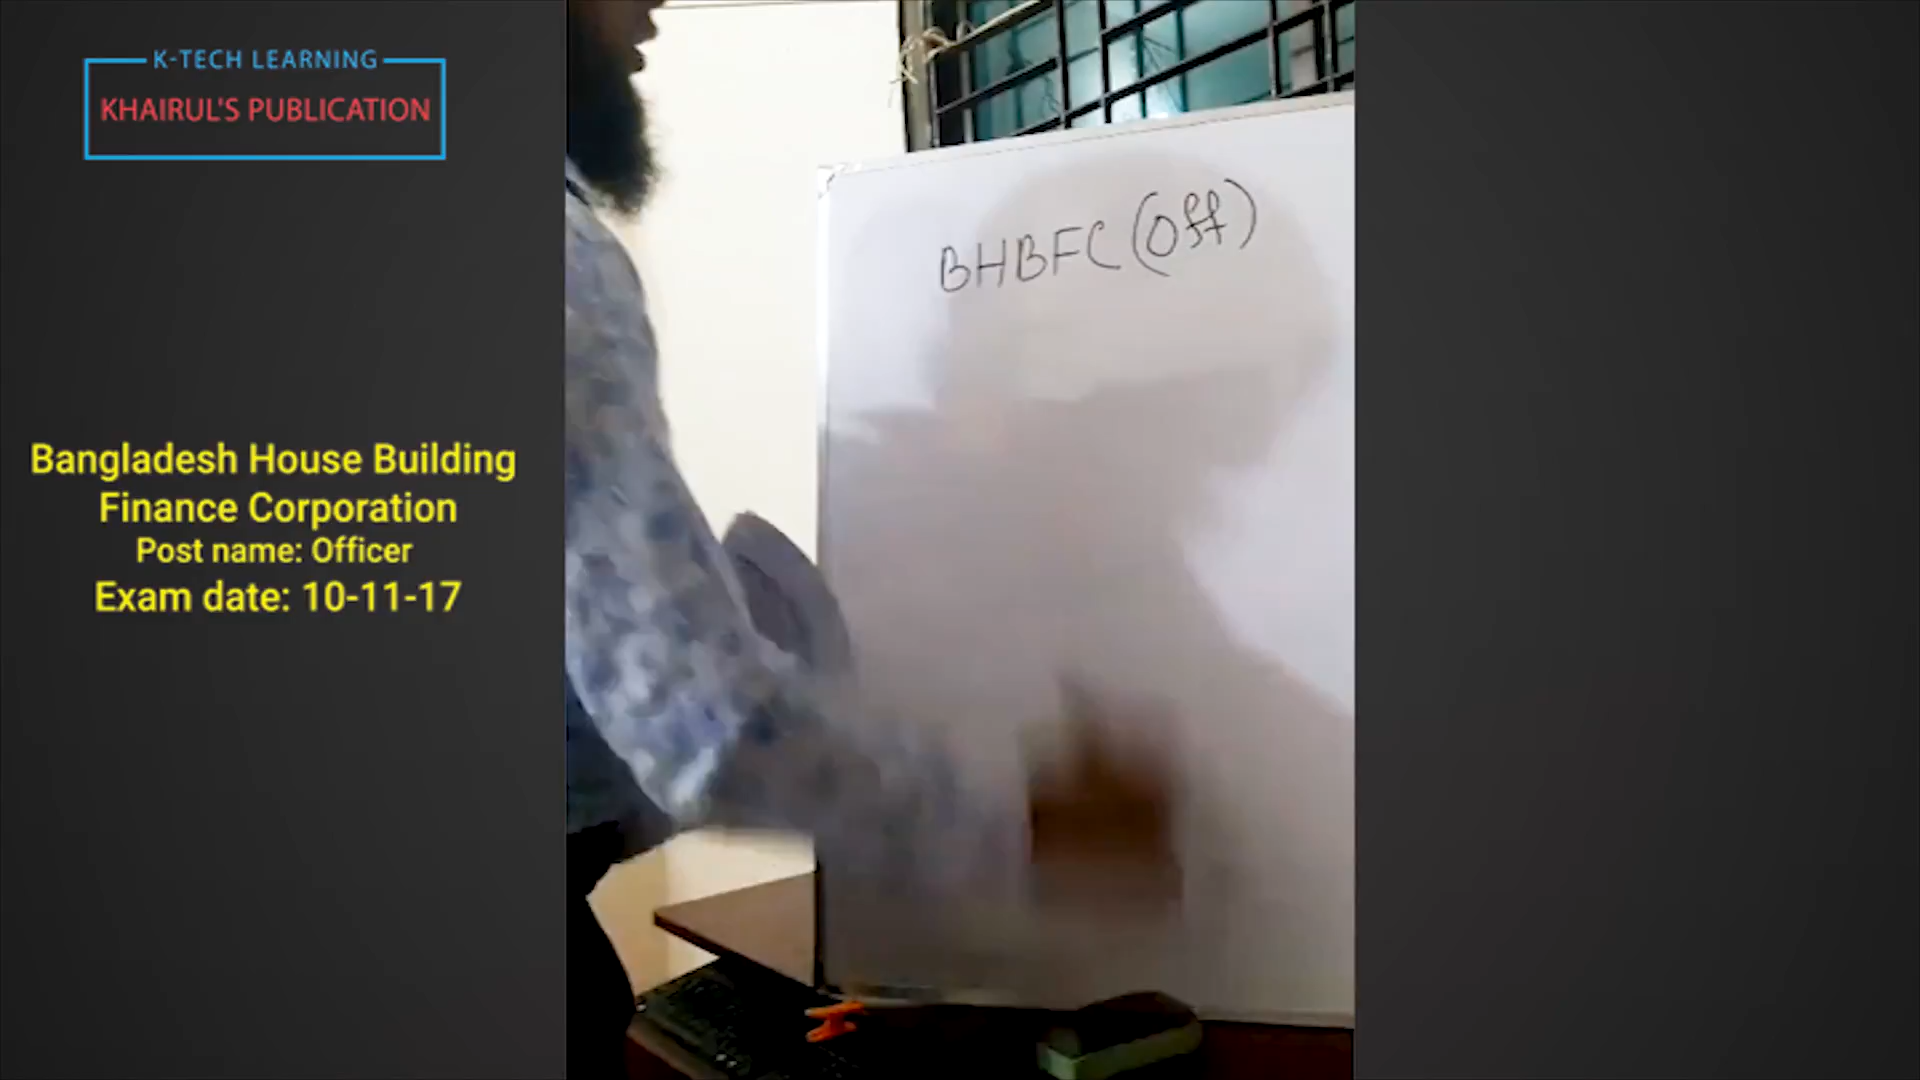 K-TECH LEARNING
KHAIRUL'S PUBLICATION
Bangladesh House Building
Finance Corporation
Post name: Officer
Exam date: 10-11-17
BHBFC (Off)